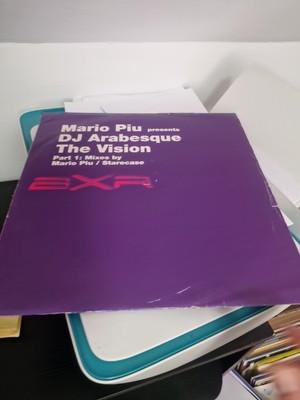 Mario Piu presents
DJ Arabesque
The Vision
Part 1: Mixes by
Mario Piu / Starecase
BXR